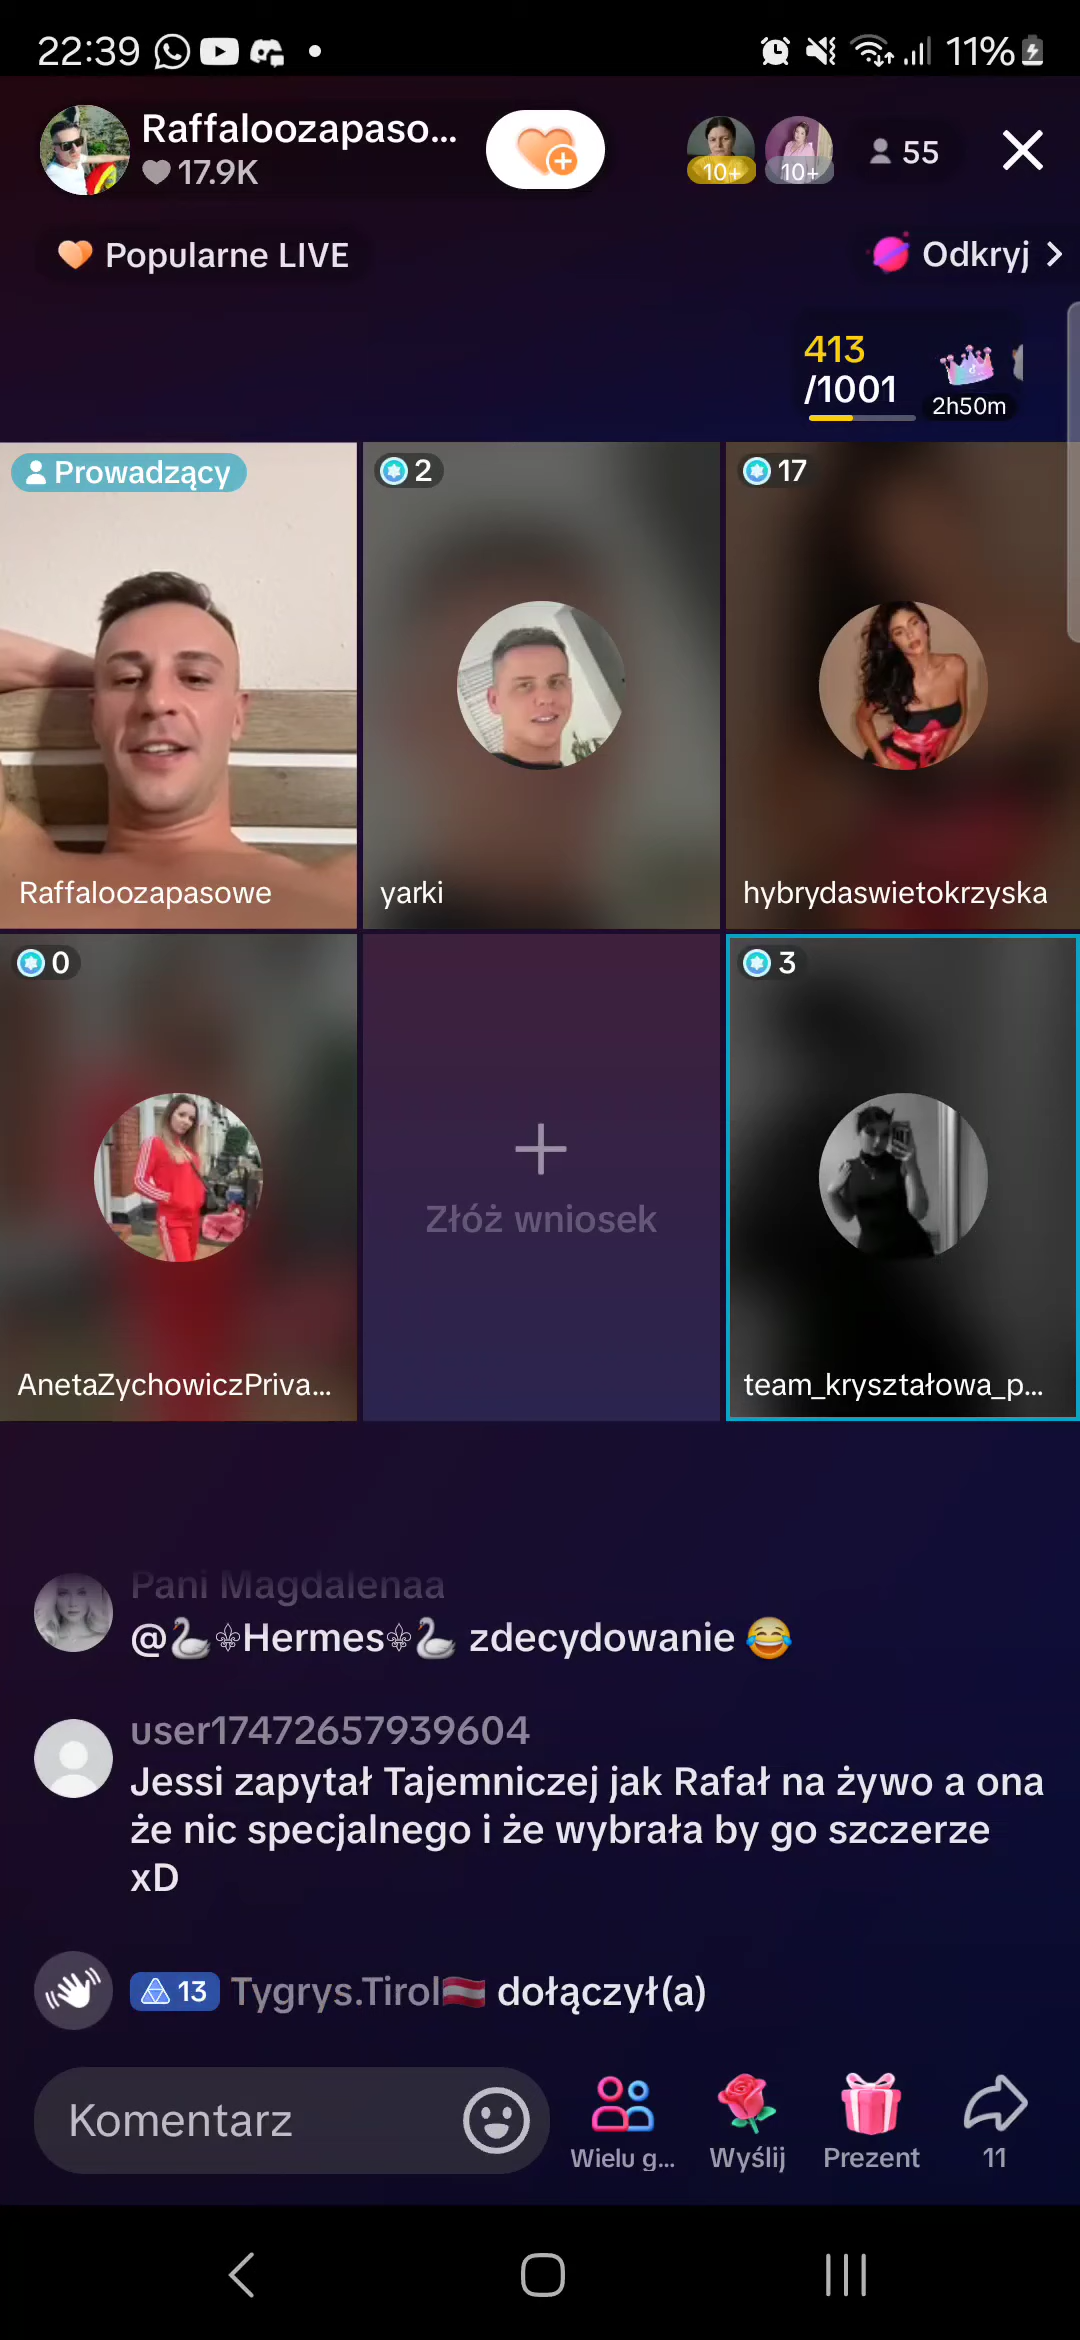 22:39
11%
Raffaloozapaso...
17.9K
10+
10+
55
Popularne LIVE
Odkryj
413
/1001
2h50m
Prowadzący
2
17
Raffaloozapasowe
yarki
hybrydaswietokrzyska
0
3
Złóż wniosek
AnetaZychowiczPriva...
team_kryształowa_p...
Pani Magdalenaa
@🦢⚜Hermes⚜🦢 zdecydowanie 😂
user17472657939604
Jessi zapytał Tajemniczej jak Rafał na żywo a ona
że nic specjalnego i że wybrała by go szczerze
xD
13 Tygrys.Tirol🇦🇹 dołączył(a)
Komentarz
Wielu g...
Wyślij
Prezent
11